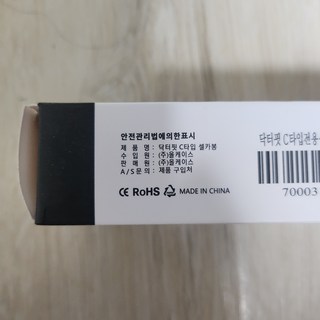 안전관리법에의한표시
제 품 명 : 닥터핏 C타입 셀카봉
수 입 원 : (주)올케이스
판 매 원 : (주)올케이스
A / S 문 의 : 제품 구입처
CE RoHS MADE IN CHINA
닥터핏 C타입전용
70003